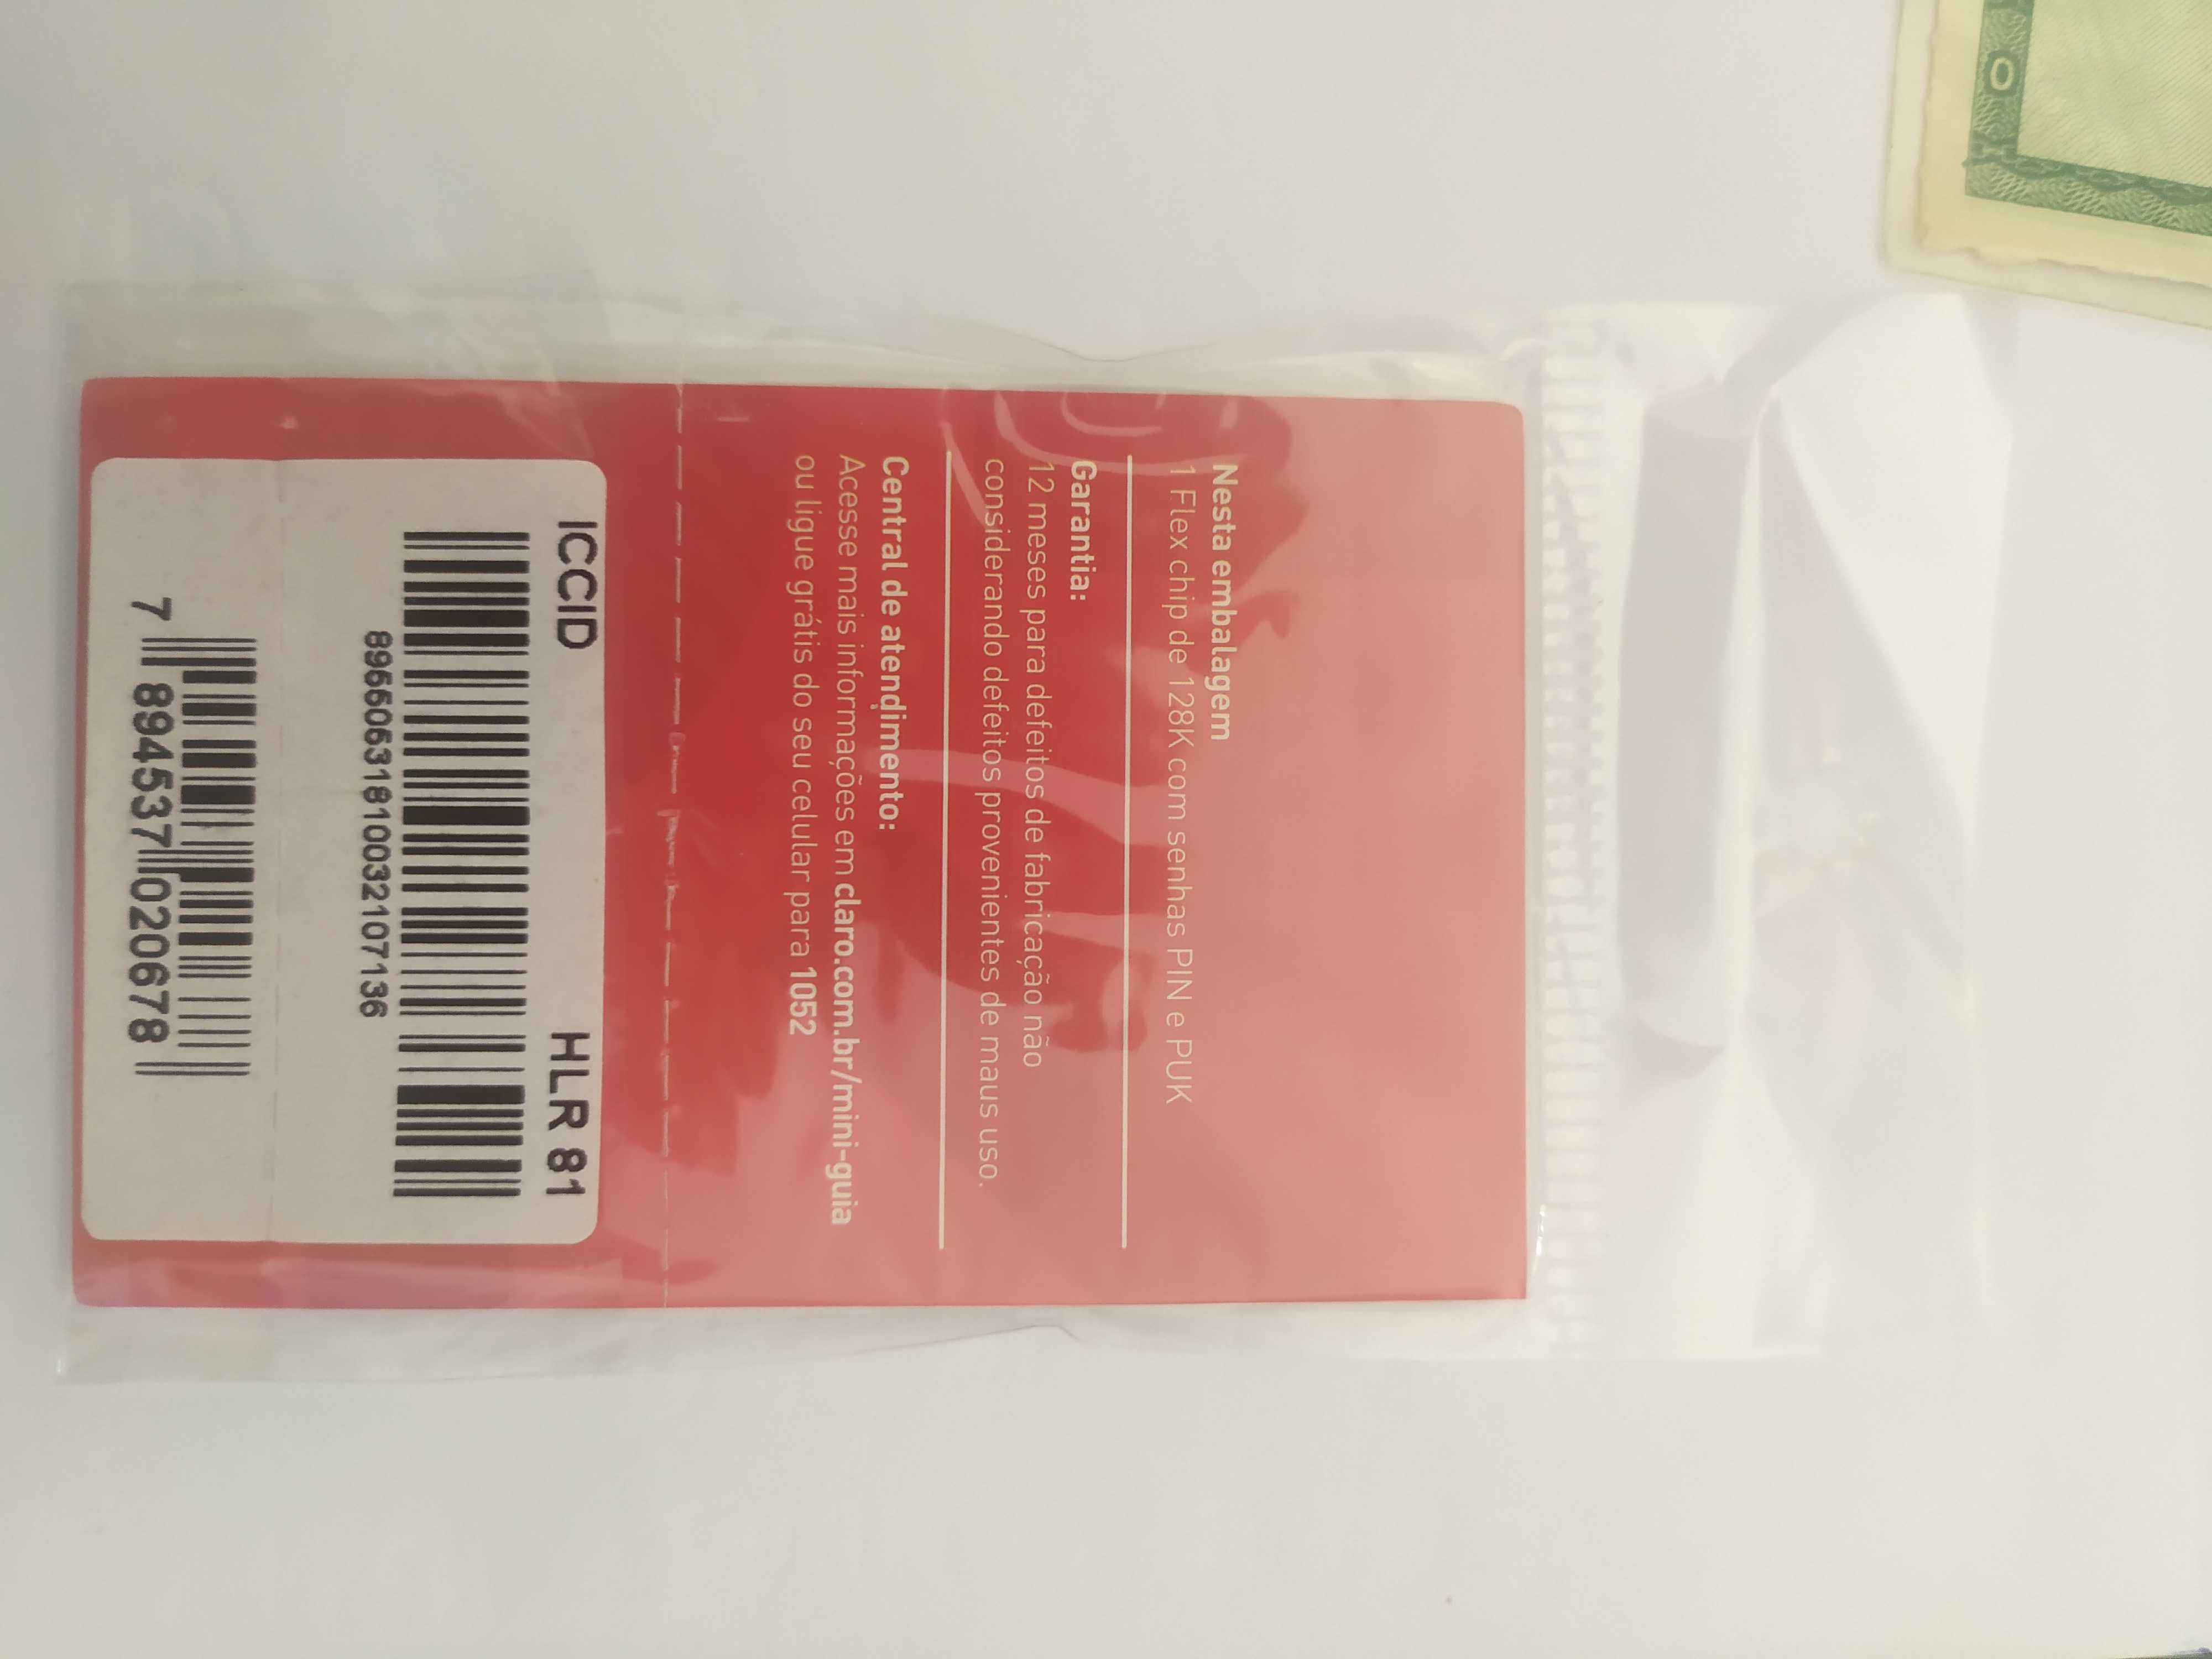 Nesta embalagem
1 Flex chip de 128K com senhas PIN e PUK
Garantia:
12 meses para defeitos de fabricação não
considerando defeitos provenientes de maus uso.
Central de atendimento:
Acesse mais informações em claro.com.br/mini-guia
ou ligue grátis do seu celular para 1052
ICCID HLR 81
89550531810032107136
7 894537 020678
O